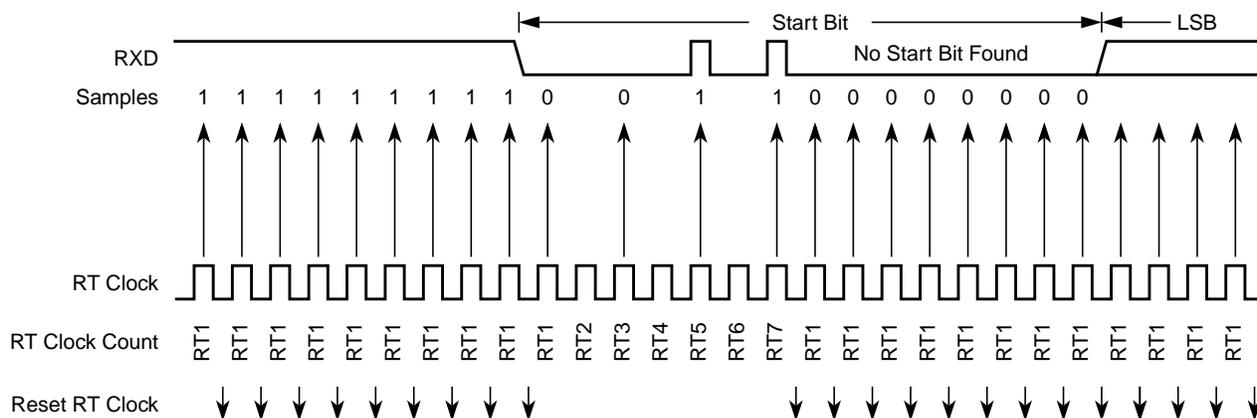 Start Bit LSB
RXD No Start Bit Found
Samples 1 1 1 1 1 1 1 1 1 0 0 1 1 0 0 0 0 0 0 0 0
RT Clock
RT Clock Count RT1 RT1 RT1 RT1 RT1 RT1 RT1 RT1 RT1 RT1 RT2 RT3 RT4 RT5 RT6 RT7 RT1 RT1 RT1 RT1 RT1 RT1 RT1 RT1 RT1 RT1 RT1 RT1
Reset RT Clock